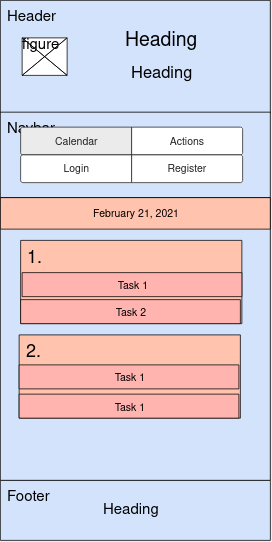 Header
figure
Heading
Heading
Navbar
Calendar
Actions
Login
Register
February 21, 2021
1.
Task 1
Task 2
2.
Task 1
Task 1
Footer
Heading